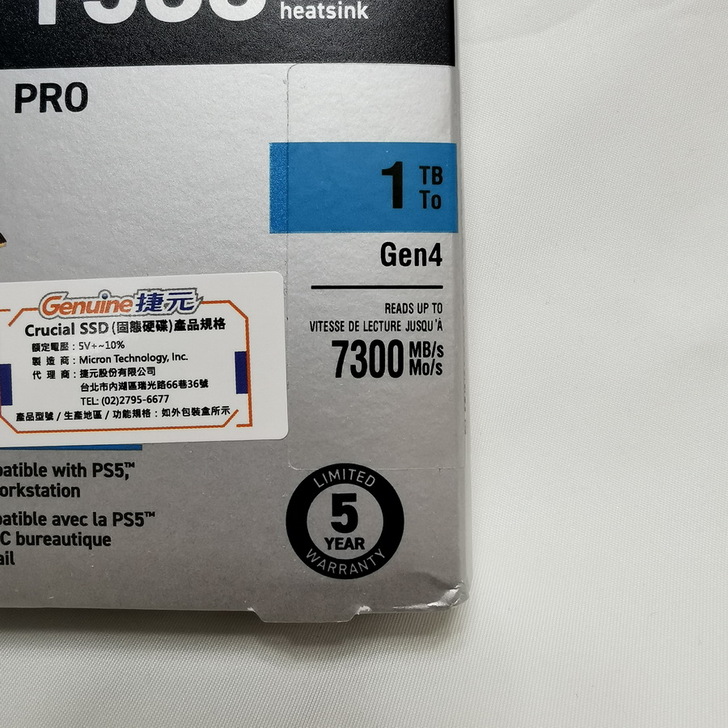 heatsink
PRO
1 TB
To
Gen4
READS UP TO
VITESSE DE LECTURE JUSQU'À
7300 MB/s
Mo/s
Genuine捷元
Crucial SSD(固態硬碟)產品規格
額定電壓：5V+~10%
製 造 商：Micron Technology, Inc.
代 理 商：捷元股份有限公司
台北市內湖區瑞光路66巷36號
TEL: (02)2795-6677
產品型號 / 生產地區 / 功能規格：如外包裝盒所示
with PS5,™
avec la PS5™
C bureautique
LIMITED
5
YEAR
WARRANTY